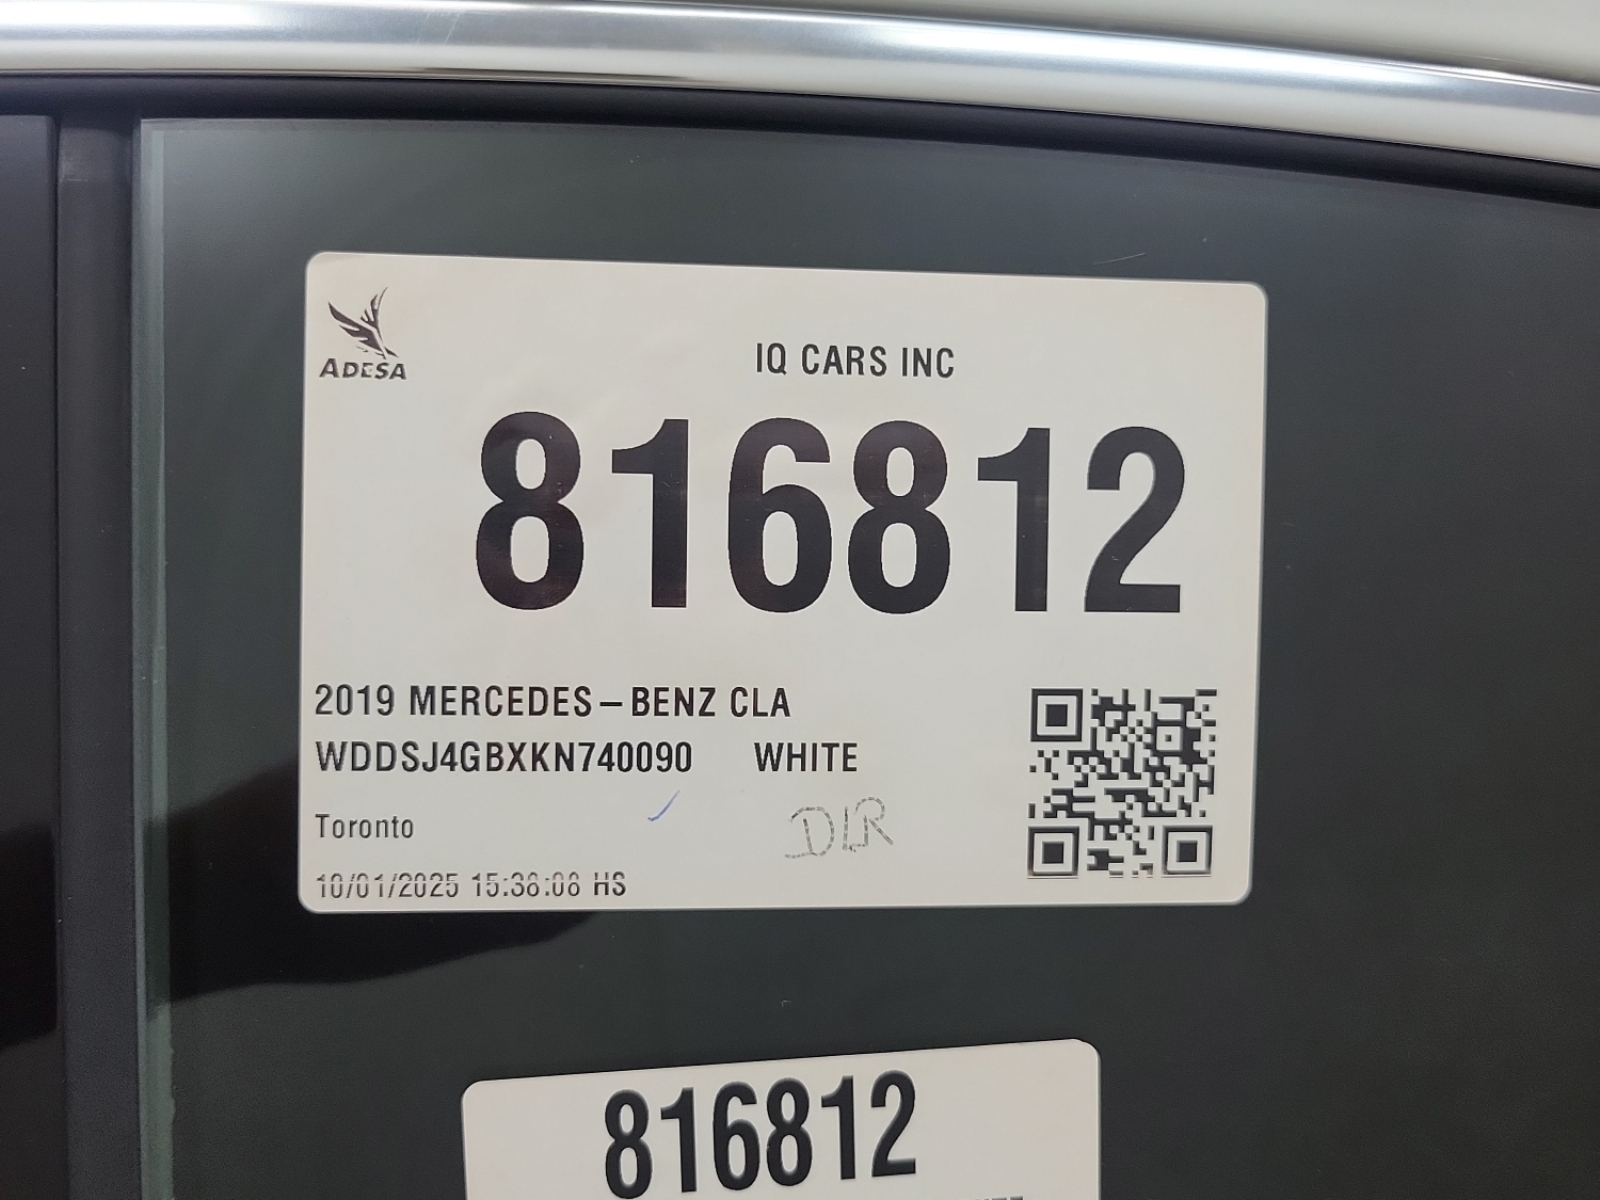 ADESA
IQ CARS INC
816812
2019 MERCEDES-BENZ CLA
WDDSJ4GBXKN740090 WHITE
Toronto
DLR
10/01/2025 15:38:08 HS
816812